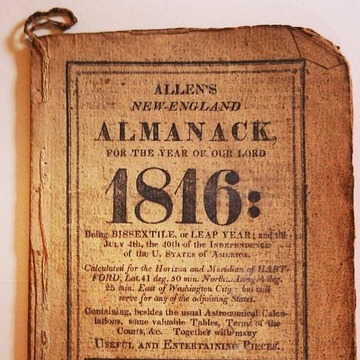 ALLEN'S
NEW-ENGLAND
ALMANACK,
FOR THE YEAR OF OUR LORD
1816:
Being BISSEXTILE, or LEAP YEAR; and the
JULY 4th, the 40th of the INDEPENDENCE
of the U. STATES of AMERICA.
Calculated for the Horizon and Meridian of HART-
FORD, Lat. 41 deg. 50 min. North... Long. deg.
25 min. East of Washington City: but will
serve for any of the adjoining States.
Containing, besides the usual Astronomical Calcu-
lations, some valuable Tables, Terms of the
Courts, &c. Together with many
USEFUL AND ENTERTAINING PIECES.